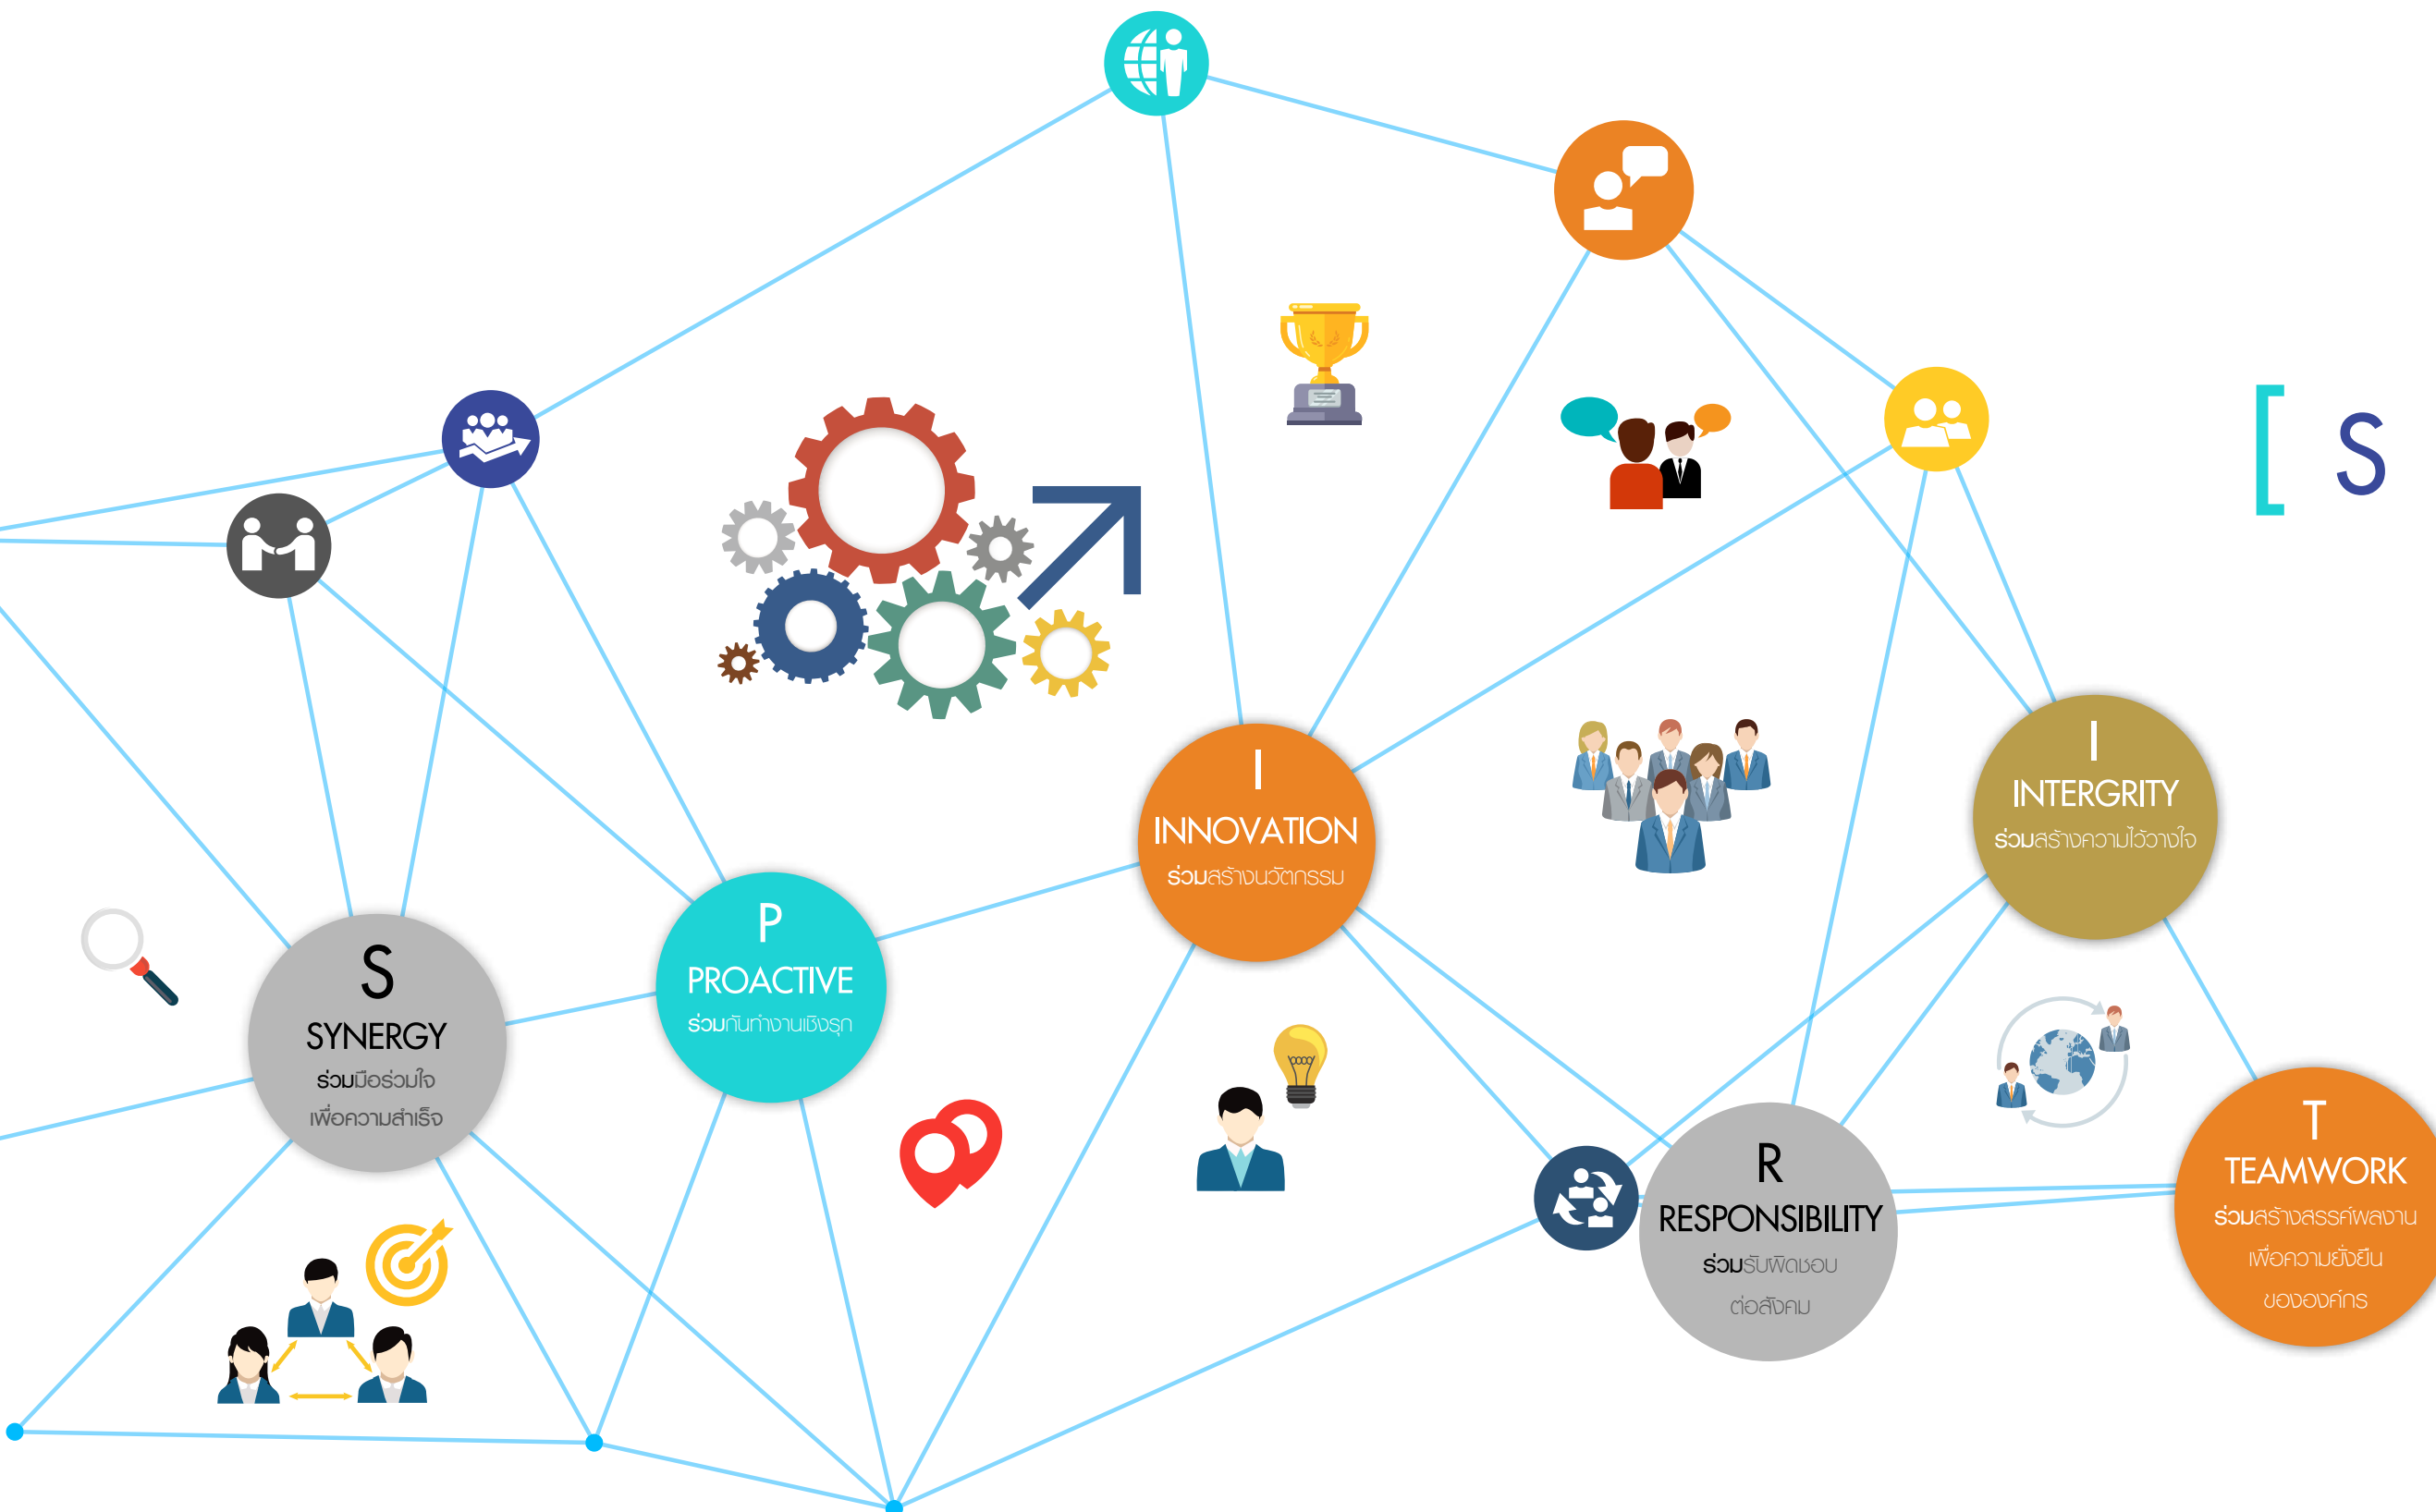 [ S
I
INTERGRITY
ร่วมสร้างความไว้วางใจ
I
INNOVATION
ร่วมสร้างนวัตกรรม
P
PROACTIVE
ร่วมกันทำงานเชิงรุก
S
SYNERGY
ร่วมมือร่วมใจ
เพื่อความสำเร็จ
R
RESPONSIBILITY
ร่วมรับผิดชอบ
ต่อสังคม
T
TEAMWORK
ร่วมสร้างสรรค์ผลงาน
เพื่อความยั่งยืน
ขององค์กร